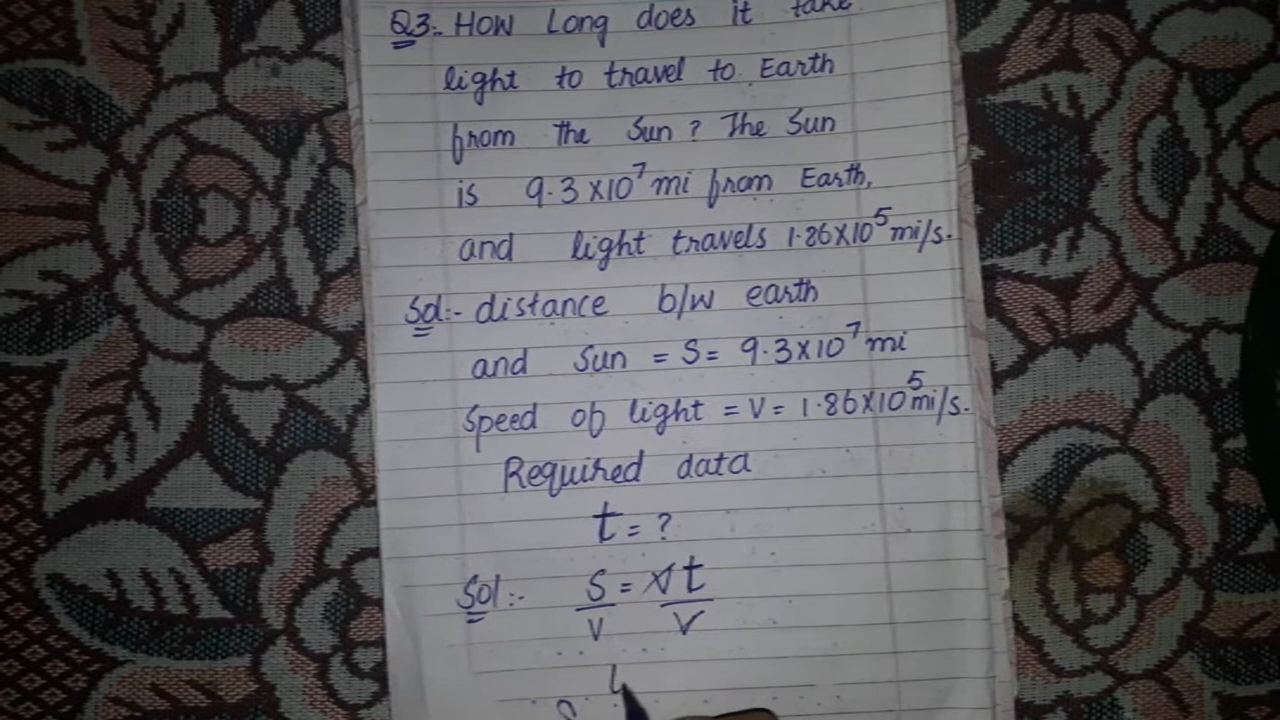 Q3:- How Long does it take
light to travel to Earth
from the Sun? The Sun
is 9.3×10⁷ mi from Earth,
and light travels 1.86×10⁵ mi/s.
Sol:- distance b/w earth
and Sun = S = 9.3×10⁷ mi
Speed of light = V = 1.86×10⁵ mi/s.
Required data
t = ?
Sol:- S/V = Vt/V